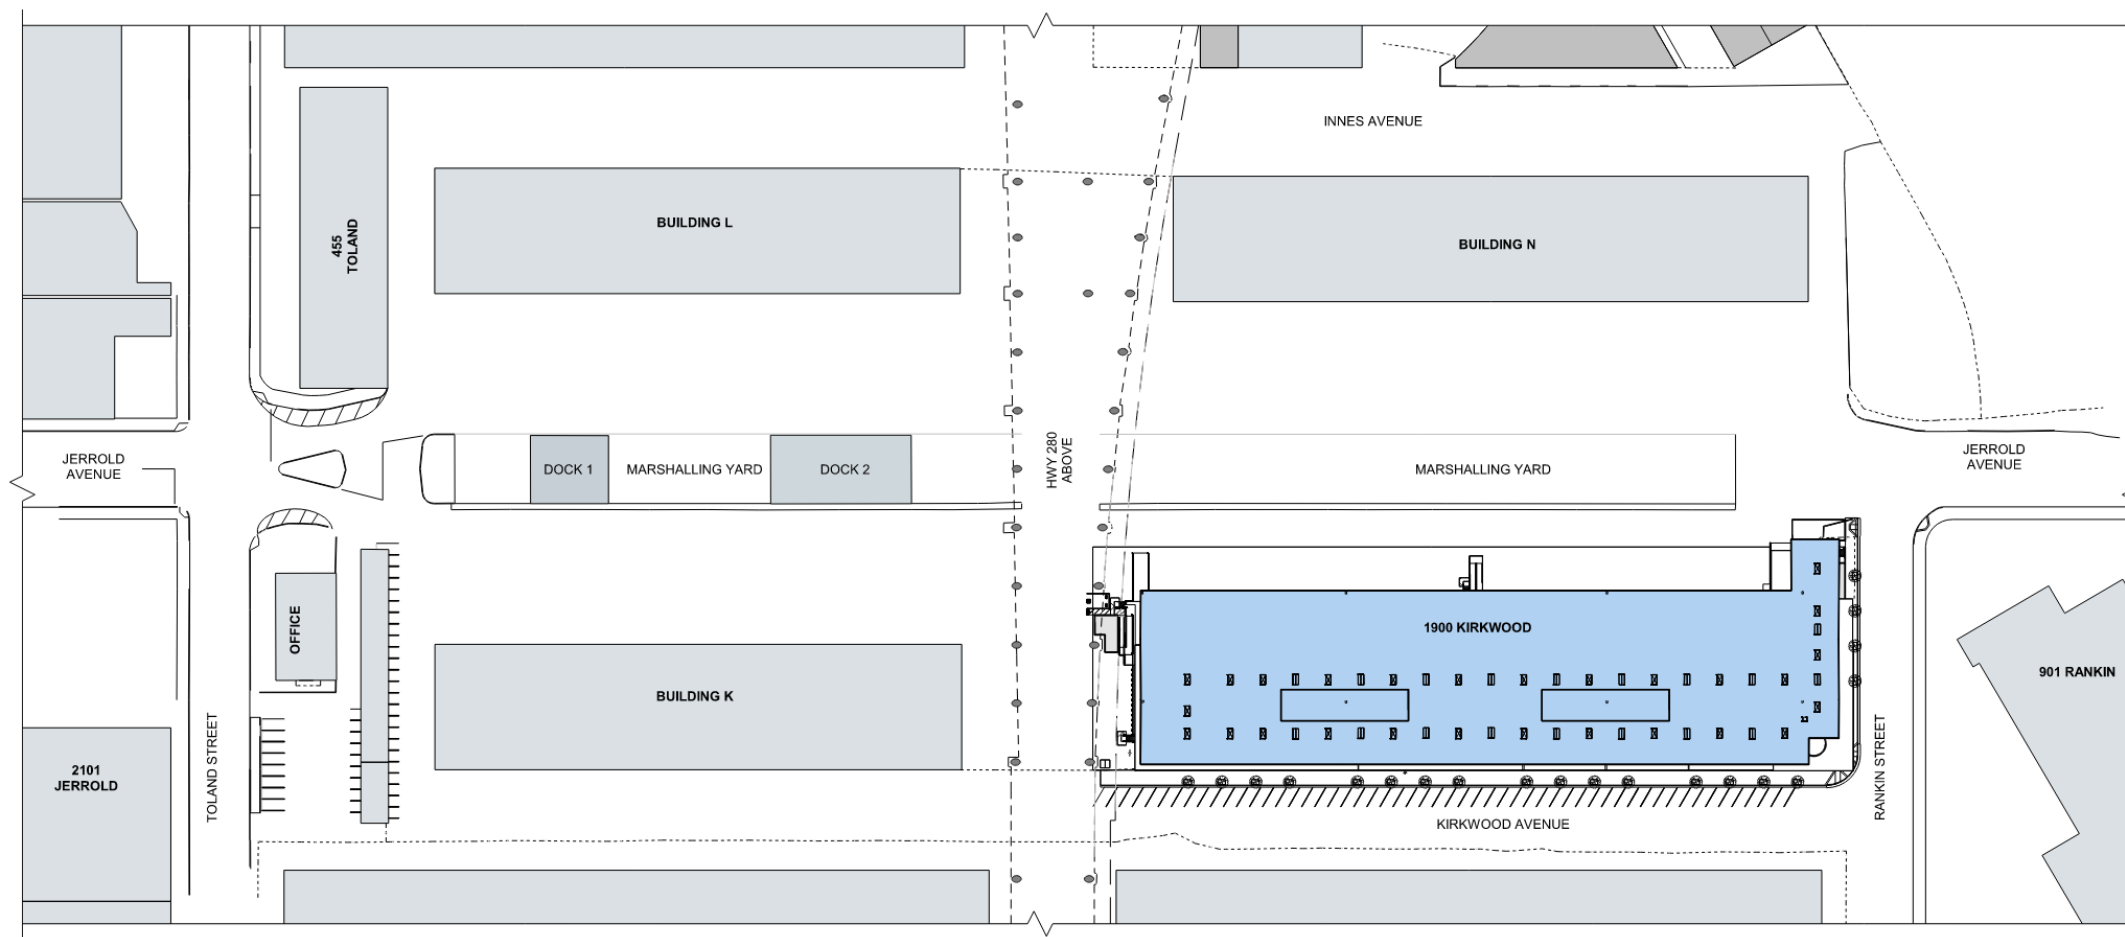 INNES AVENUE
455
TOLAND
BUILDING L
BUILDING N
JERROLD
AVENUE
DOCK 1
MARSHALLING YARD
DOCK 2
HWY 280
ABOVE
MARSHALLING YARD
JERROLD
AVENUE
OFFICE
1900 KIRKWOOD
BUILDING K
901 RANKIN
2101
JERROLD
TOLAND STREET
RANKIN STREET
KIRKWOOD AVENUE